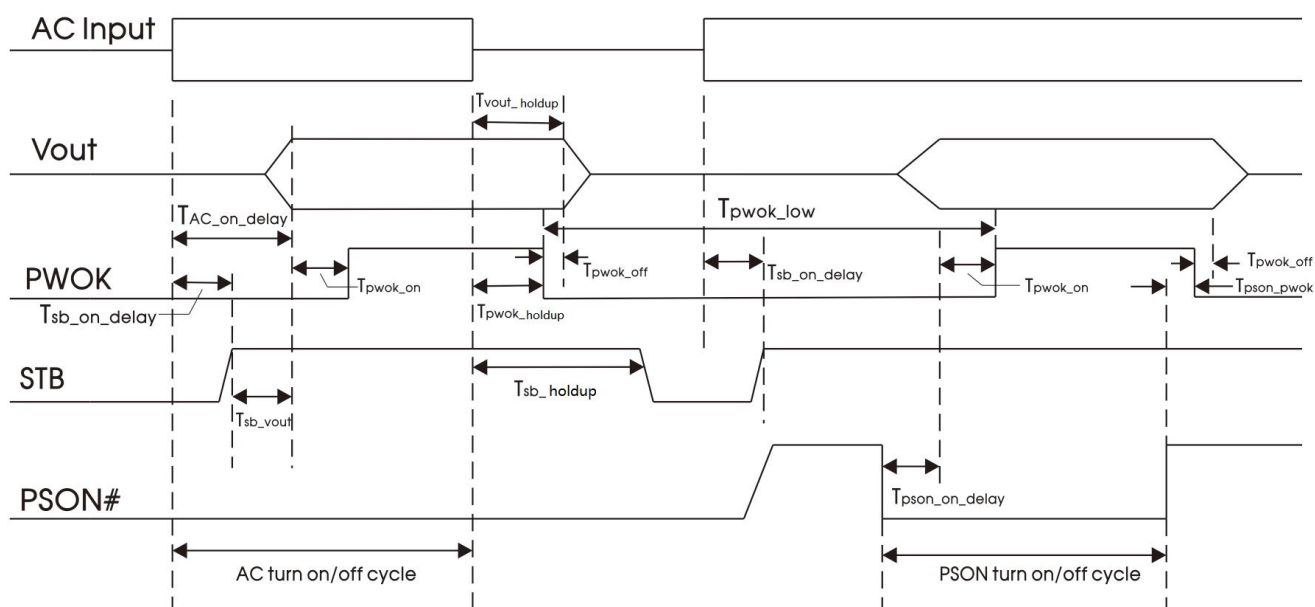 AC Input
Tvout_holdup
Vout
TAC_on_delay
Tpwok_low
PWOK
Tpwok_on
Tpwok_off
Tsb_on_delay
Tpwok_on
Tpwok_off
Tpson_pwok
Tsb_on_delay
Tpwok_holdup
STB
Tsb_holdup
Tsb_vout
PSON#
Tpson_on_delay
AC turn on/off cycle
PSON turn on/off cycle